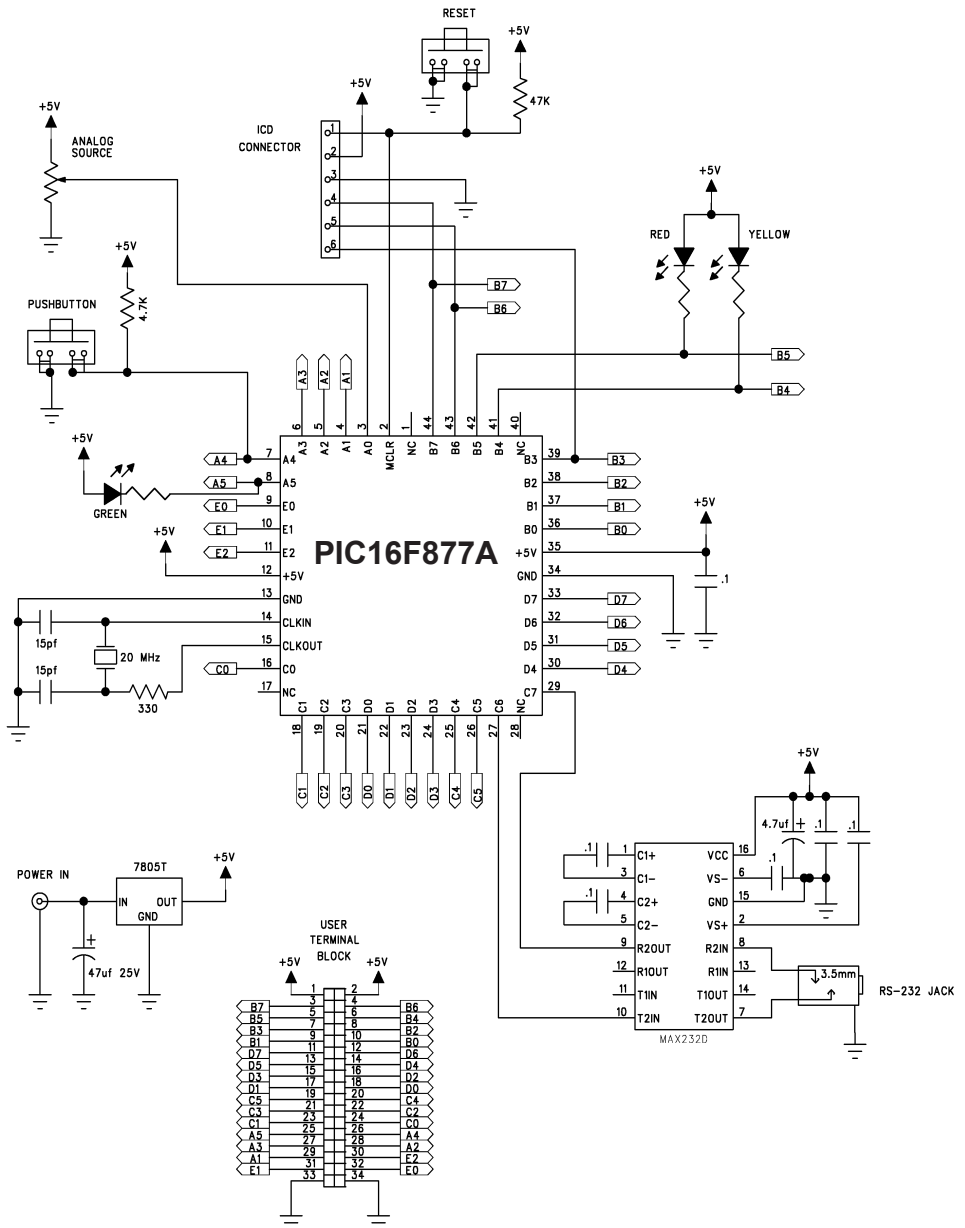 RESET
+5V
47K
+5V
ICD
CONNECTOR
1
2
3
4
5
6
+5V
ANALOG
SOURCE
+5V
4.7K
PUSHBUTTON
+5V
RED
YELLOW
B7
B6
B5
B4
A3
A2
A1
6
5
4
3
2
1
44
43
42
41
40
A3
A2
A1
A0
MCLR
NC
B7
B6
B5
B4
NC
A4
7
A4
A5
8
A5
E0
9
E0
E1
10
E1
E2
11
E2
12
+5V
13
GND
14
CLKIN
15
CLKOUT
C0
16
C0
17
NC
+5V
GREEN
+5V
15pf
15pf
20 MHz
330
PIC16F877A
B3
39
B3
B2
38
B2
B1
37
B1
B0
36
B0
+5V
35
GND
34
D7
33
D7
D6
32
D6
D5
31
D5
D4
30
D4
C7
29
+5V
.1
C1
C2
C3
D0
D1
D2
D3
C4
C5
C6
NC
18
19
20
21
22
23
24
25
26
27
28
C1
C2
C3
D0
D1
D2
D3
C4
C5
+5V
4.7uf
+
.1
.1
.1
.1
.1
1
C1+
3
C1-
4
C2+
5
C2-
9
R2OUT
12
R1OUT
11
T1IN
10
T2IN
VCC
16
VS-
6
GND
15
VS+
2
R2IN
8
R1IN
13
T1OUT
14
T2OUT
7
MAX232D
3.5mm
RS-232 JACK
POWER IN
7805T
IN
OUT
GND
+5V
+
47uf 25V
USER
TERMINAL
BLOCK
+5V
+5V
1
2
B7
3
4
B6
B5
5
6
B4
B3
7
8
B2
B1
9
10
B0
D7
11
12
D6
D5
13
14
D4
D3
15
16
D2
D1
17
18
D0
C5
19
20
C4
C3
21
22
C2
C1
23
24
C0
A5
25
26
A4
A3
27
28
A2
A1
29
30
E2
E1
31
32
E0
33
34